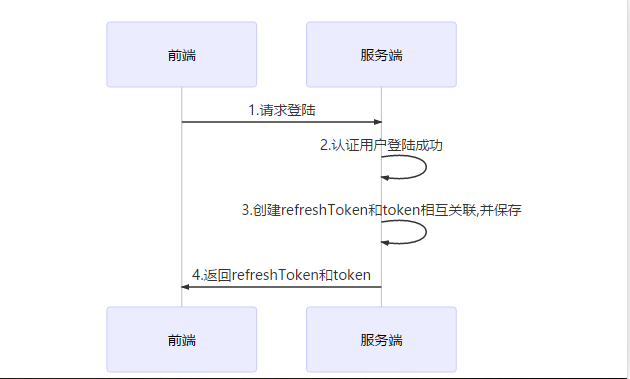 前端
服务端
1.请求登陆
2.认证用户登陆成功
3.创建refreshToken和token相互关联,并保存
4.返回refreshToken和token
前端
服务端